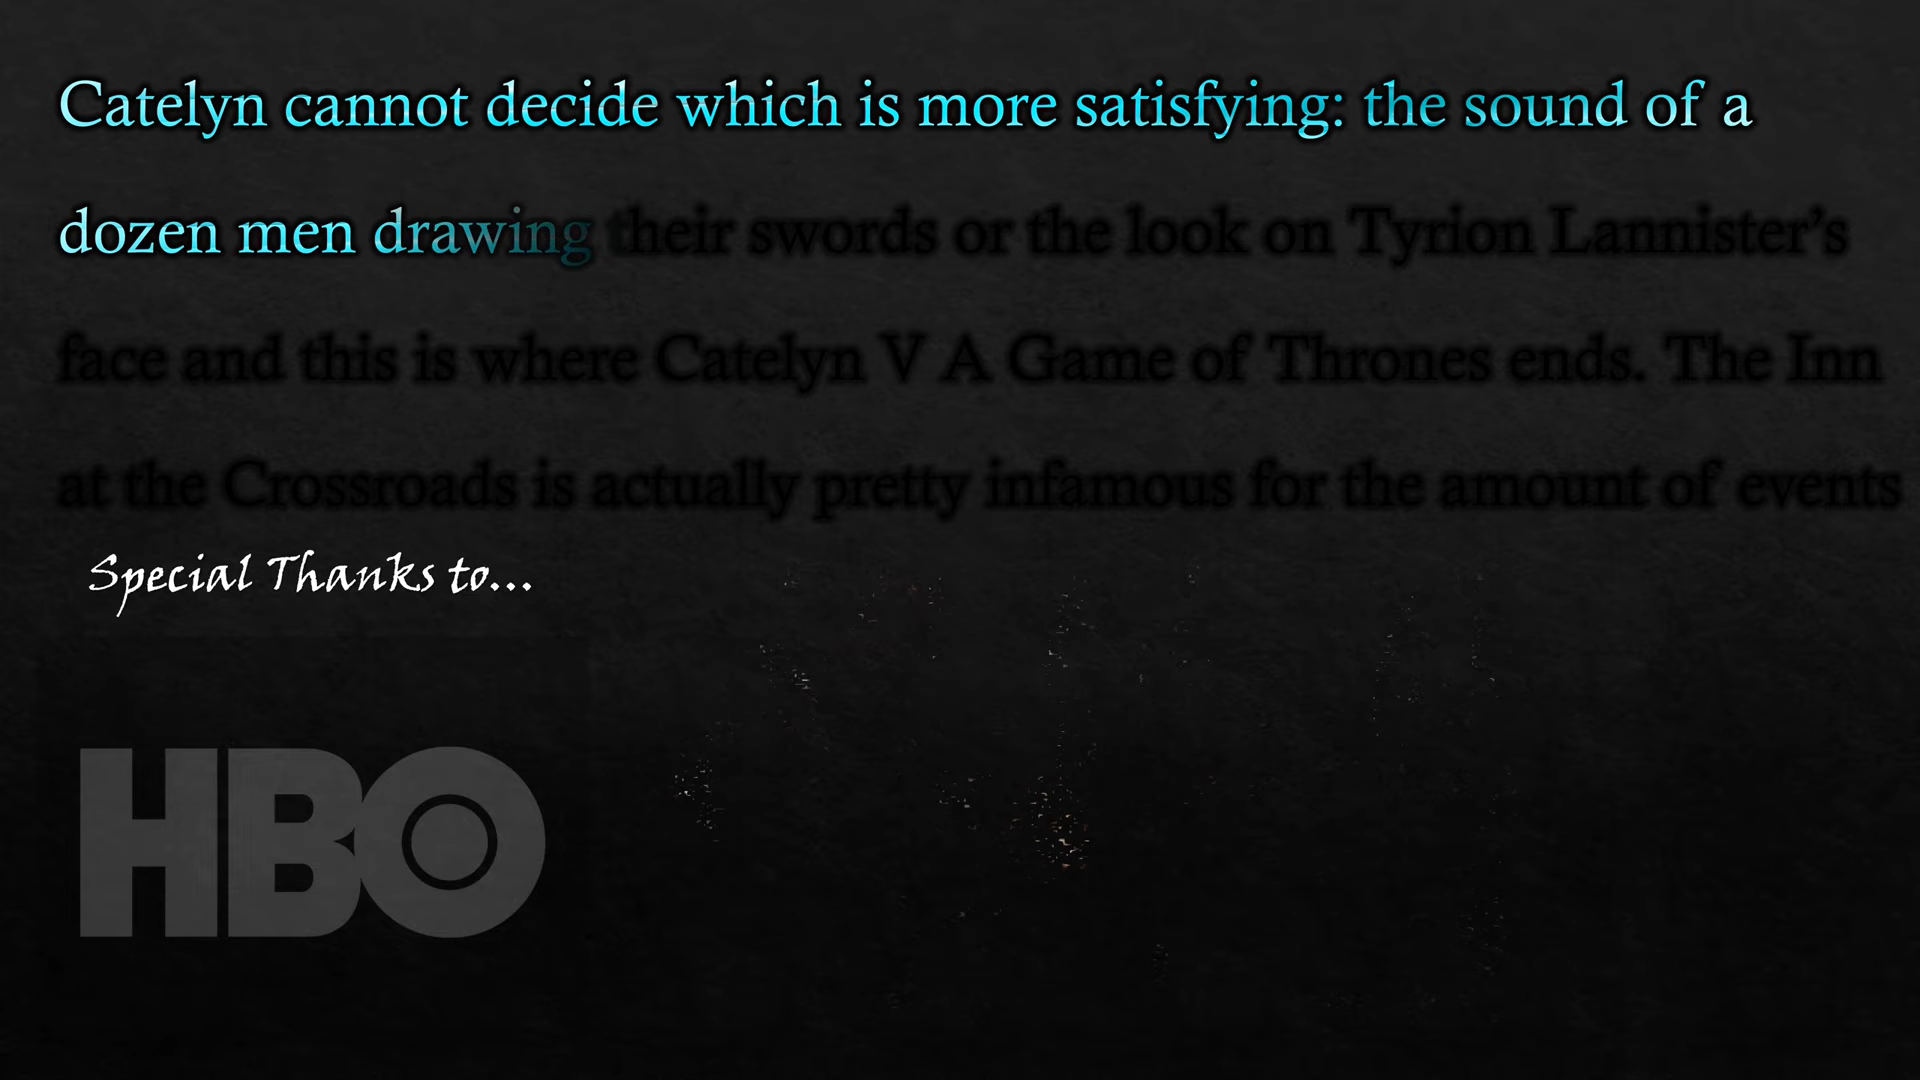 Catelyn cannot decide which is more satisfying: the sound of a
dozen men drawing their swords or the look on Tyrion Lannister’s
face and this is where Catelyn V A Game of Thrones ends. The Inn
at the Crossroads is actually pretty infamous for the amount of events
Special Thanks to...
HBO